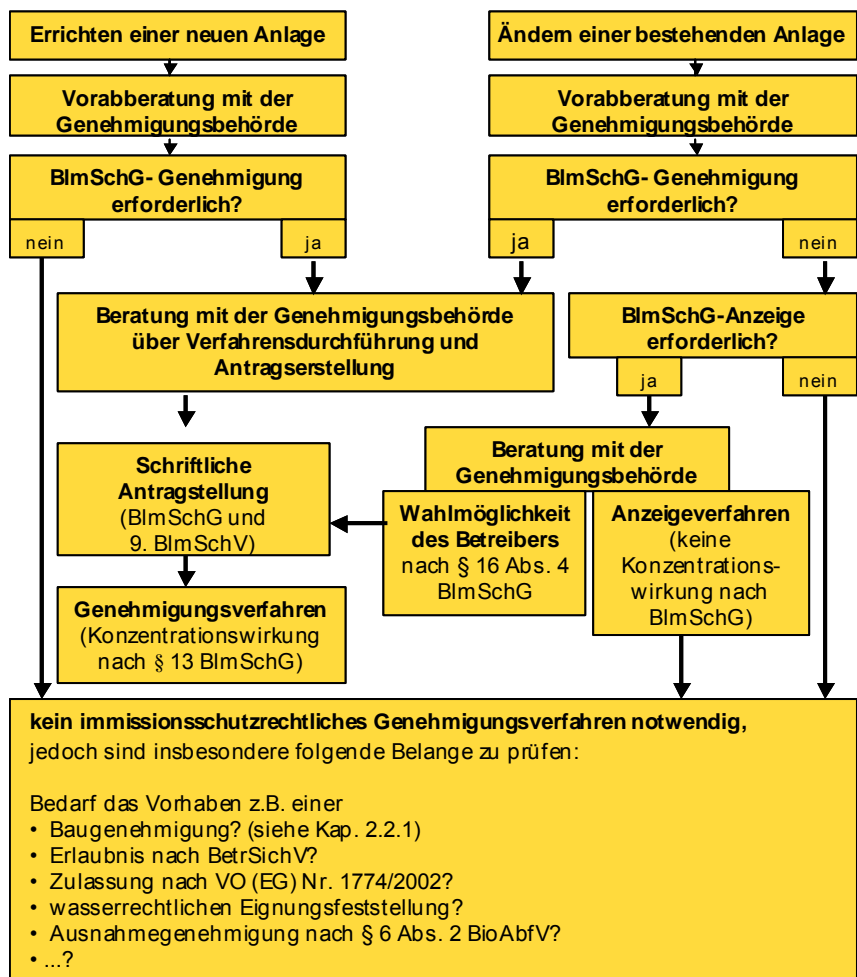 Errichten einer neuen Anlage
Ändern einer bestehenden Anlage
Vorabberatung mit der
Genehmigungsbehörde
Vorabberatung mit der
Genehmigungsbehörde
BImSchG- Genehmigung
erforderlich?
BImSchG- Genehmigung
erforderlich?
nein
ja
ja
nein
Beratung mit der Genehmigungsbehörde
über Verfahrensdurchführung und
Antragserstellung
BImSchG-Anzeige
erforderlich?
ja
nein
Schriftliche
Antragstellung
(BImSchG und
9. BImSchV)
Beratung mit der
Genehmigungsbehörde
Wahlmöglichkeit
des Betreibers
nach § 16 Abs. 4
BImSchG
Anzeigeverfahren
(keine
Konzentrations-
wirkung nach
BImSchG)
Genehmigungsverfahren
(Konzentrationswirkung
nach § 13 BImSchG)
kein immissionsschutzrechtliches Genehmigungsverfahren notwendig,
jedoch sind insbesondere folgende Belange zu prüfen:
Bedarf das Vorhaben z.B. einer
• Baugenehmigung? (siehe Kap. 2.2.1)
• Erlaubnis nach BetrSichV?
• Zulassung nach VO (EG) Nr. 1774/2002?
• wasserrechtlichen Eignungsfeststellung?
• Ausnahmegenehmigung nach § 6 Abs. 2 BioAbfV?
• ...?